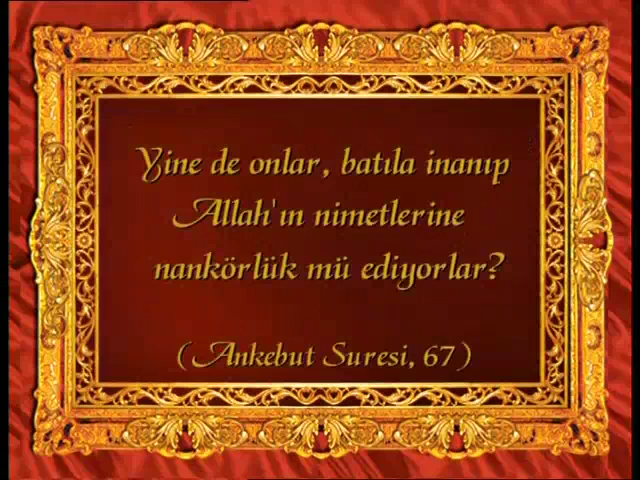 Yine de onlar, batıla inanıp
Allah'ın nimetlerine
nankörlük mü ediyorlar?
(Ankebut Suresi, 67)